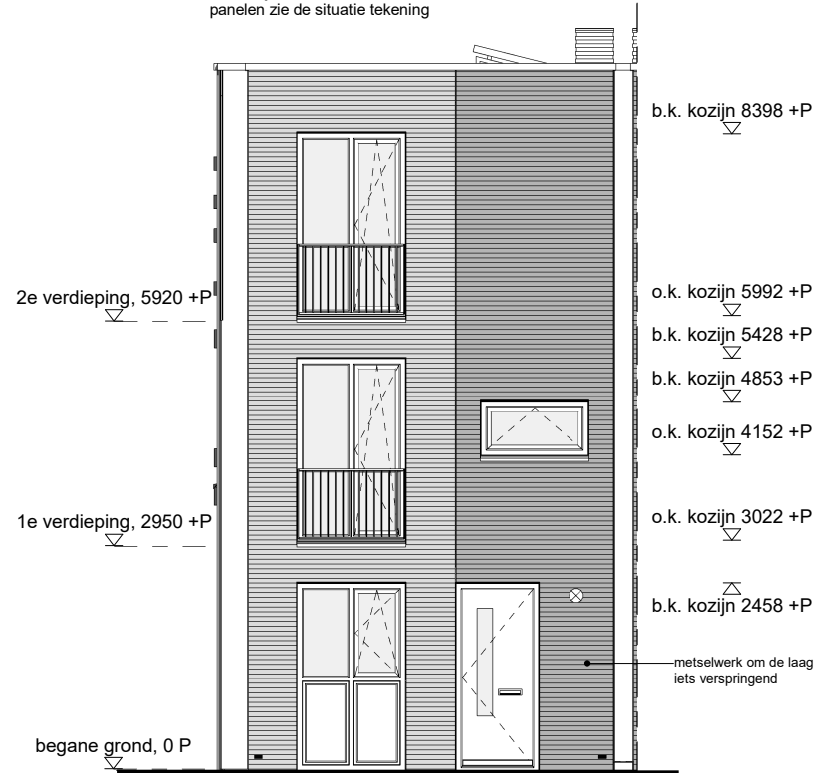 panelen zie de situatie tekening
b.k. kozijn 8398 +P
2e verdieping, 5920 +P
o.k. kozijn 5992 +P
b.k. kozijn 5428 +P
b.k. kozijn 4853 +P
o.k. kozijn 4152 +P
1e verdieping, 2950 +P
o.k. kozijn 3022 +P
b.k. kozijn 2458 +P
metselwerk om de laag
iets verspringend
begane grond, 0 P